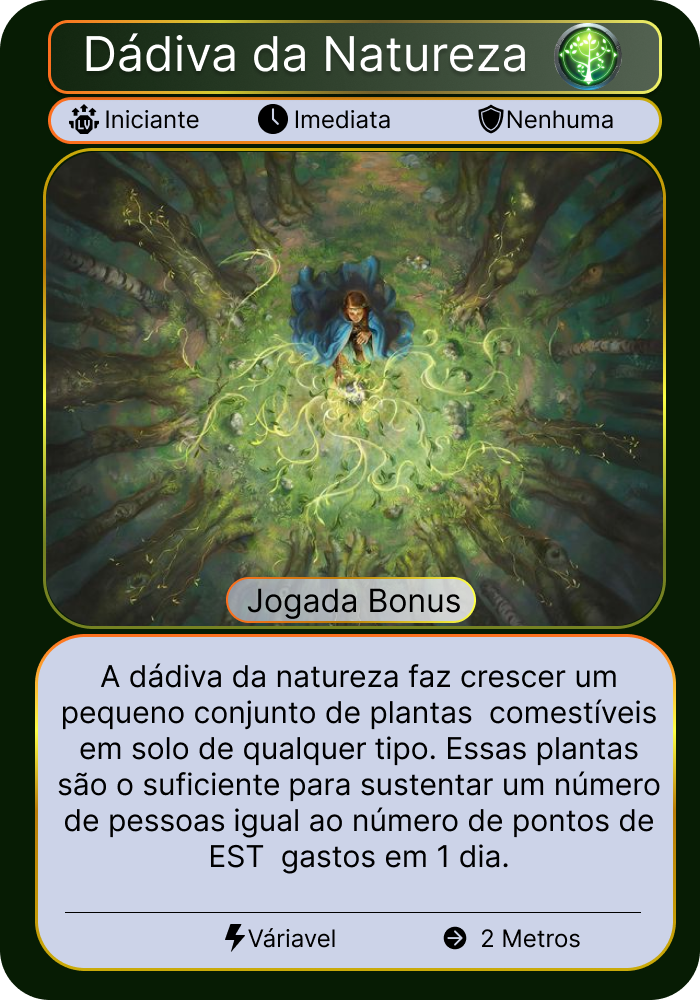 Dádiva da Natureza
LV Iniciante Imediata Nenhuma
Jogada Bonus
A dádiva da natureza faz crescer um
pequeno conjunto de plantas  comestíveis
em solo de qualquer tipo. Essas plantas
são o suficiente para sustentar um número
de pessoas igual ao número de pontos de
EST  gastos em 1 dia.
Váriavel 2 Metros